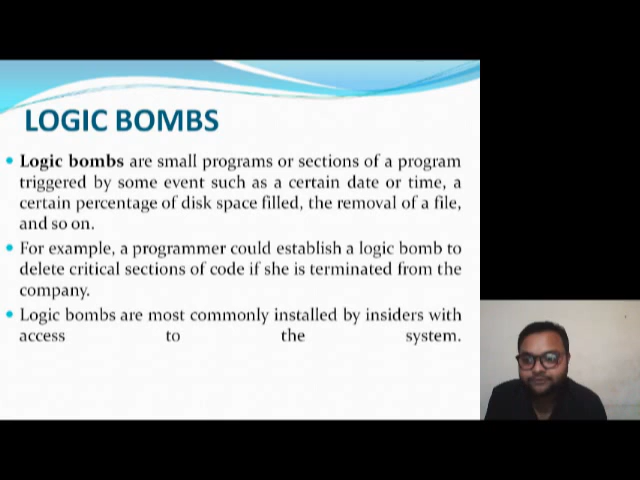 LOGIC BOMBS
• Logic bombs are small programs or sections of a program
triggered by some event such as a certain date or time, a
certain percentage of disk space filled, the removal of a file,
and so on.
• For example, a programmer could establish a logic bomb to
delete critical sections of code if she is terminated from the
company.
• Logic bombs are most commonly installed by insiders with
access to the system.